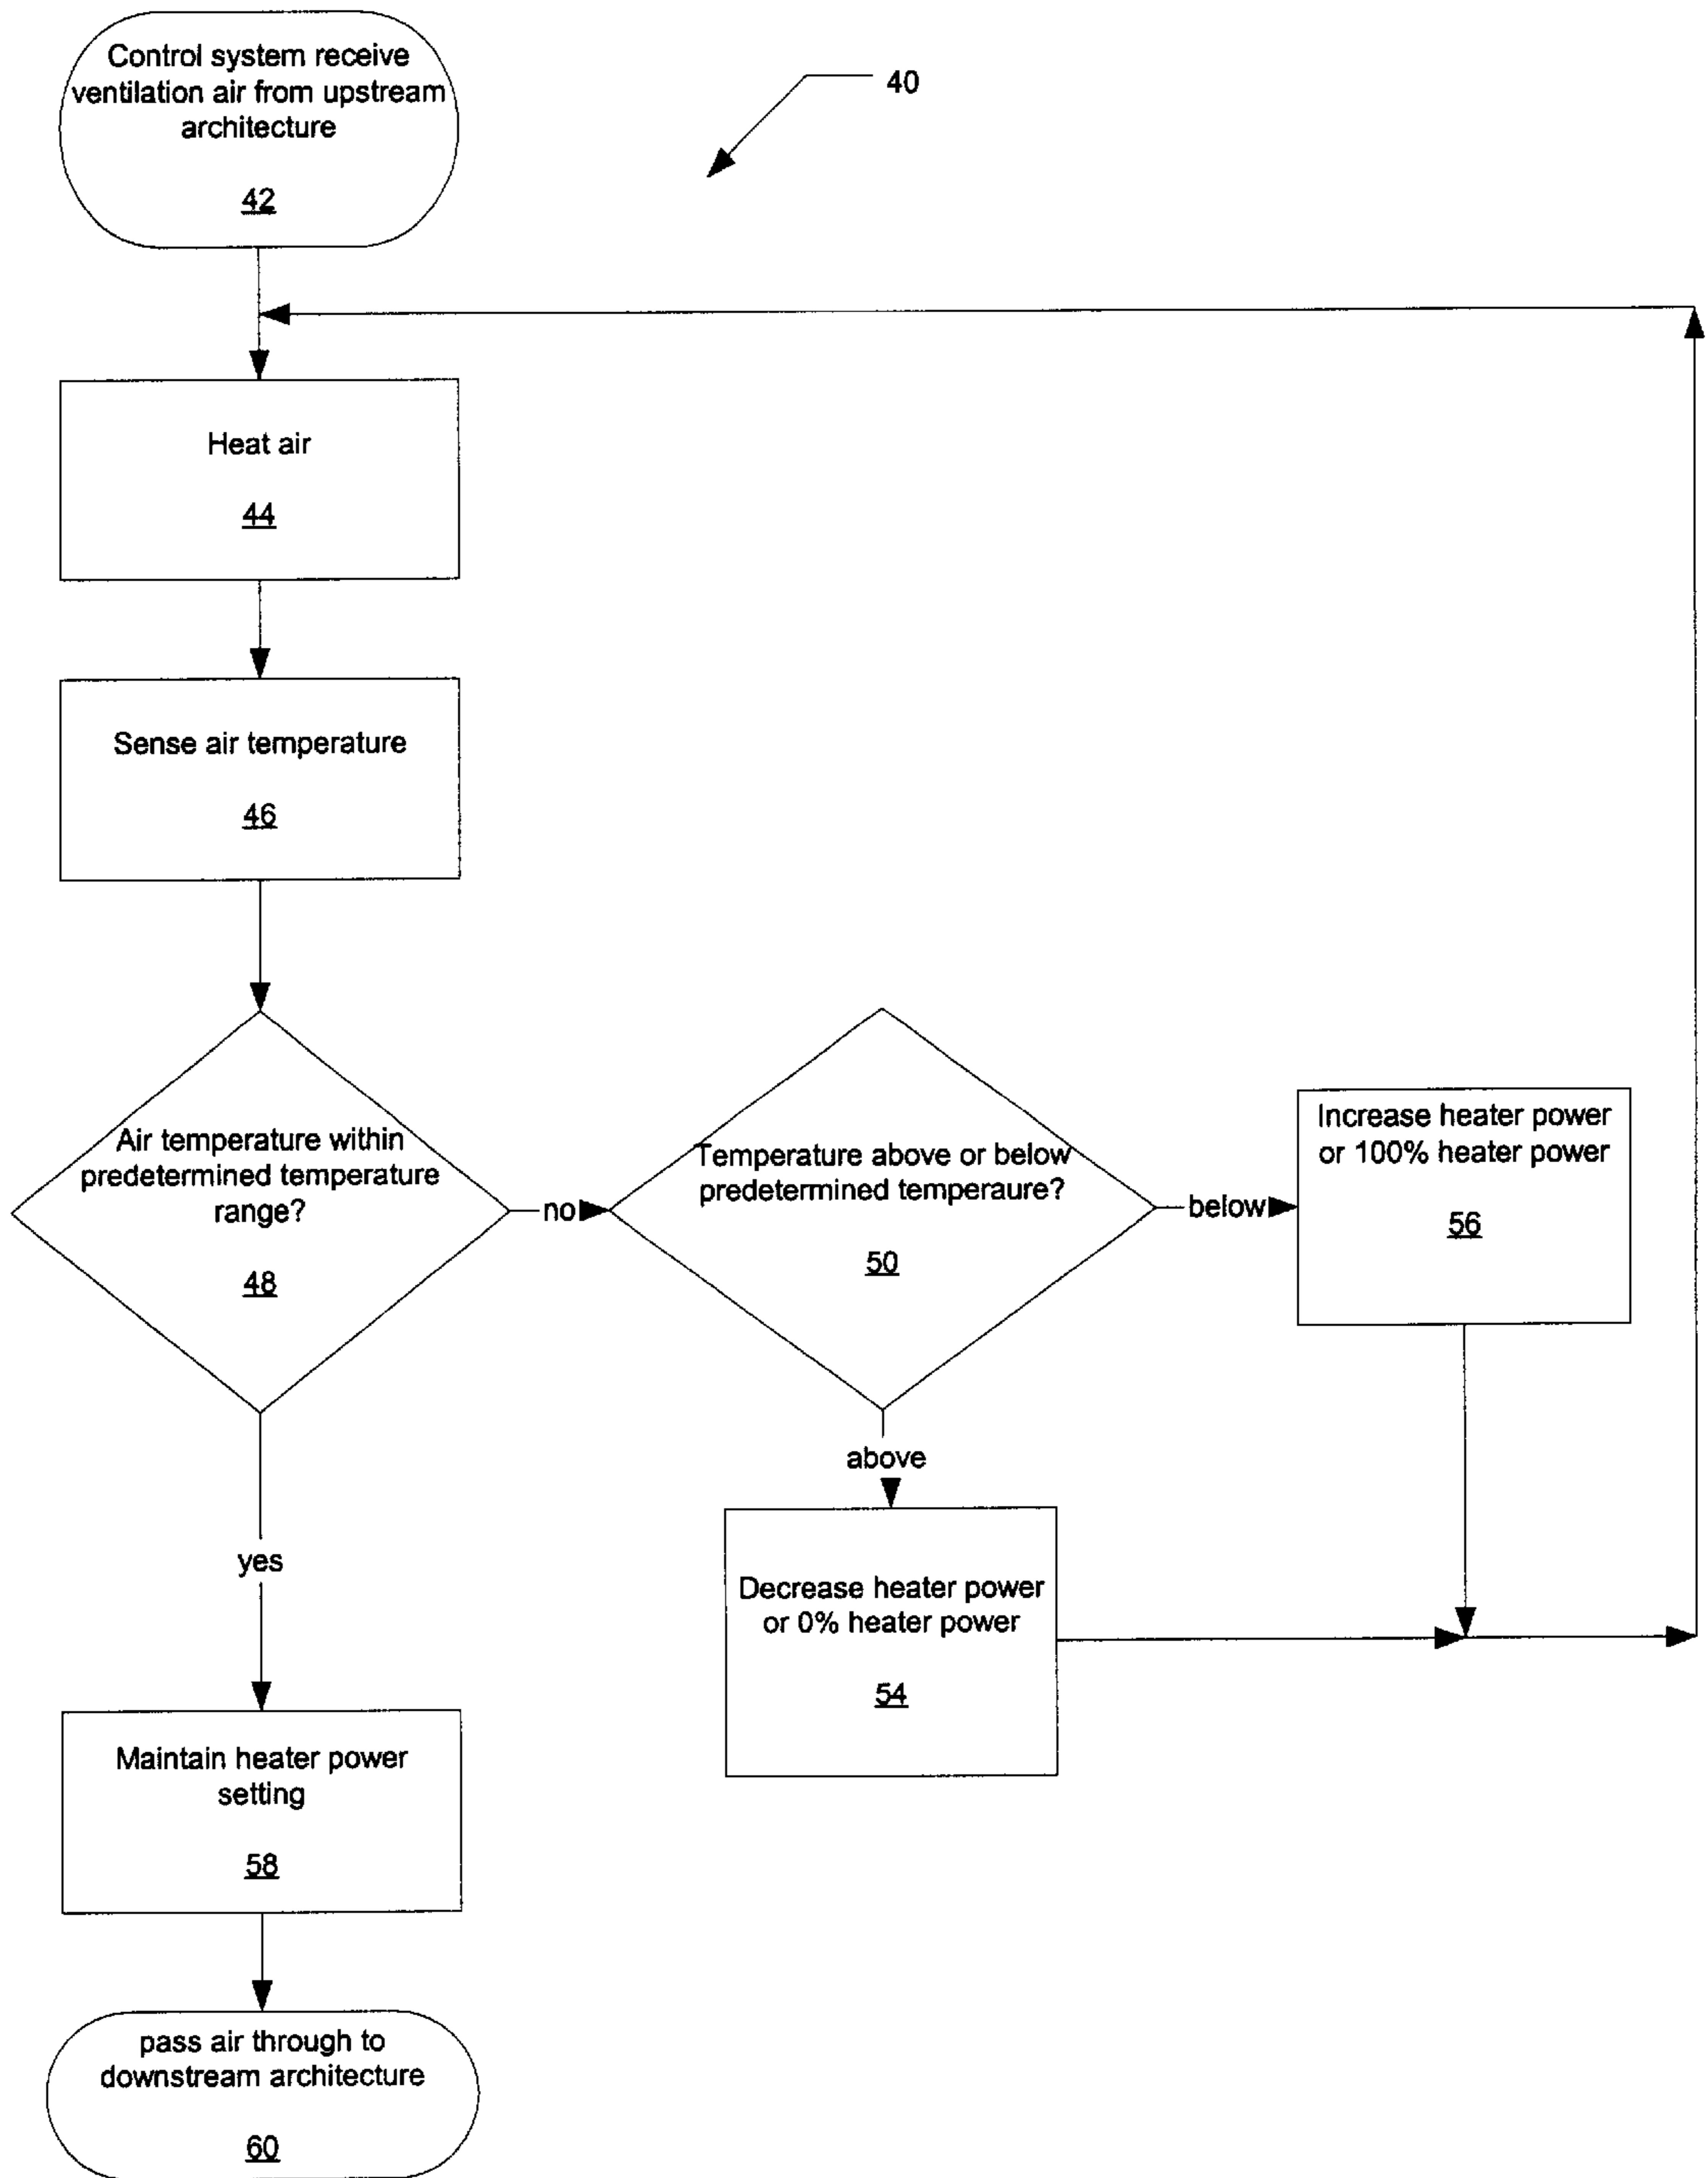 Control system receive
ventilation air from upstream
architecture
42
40
Heat air
44
Sense air temperature
46
Air temperature within
predetermined temperature
range?
48
no
Temperature above or below
predetermined temperaure?
50
below
Increase heater power
or 100% heater power
56
above
Decrease heater power
or 0% heater power
54
yes
Maintain heater power
setting
58
pass air through to
downstream architecture
60